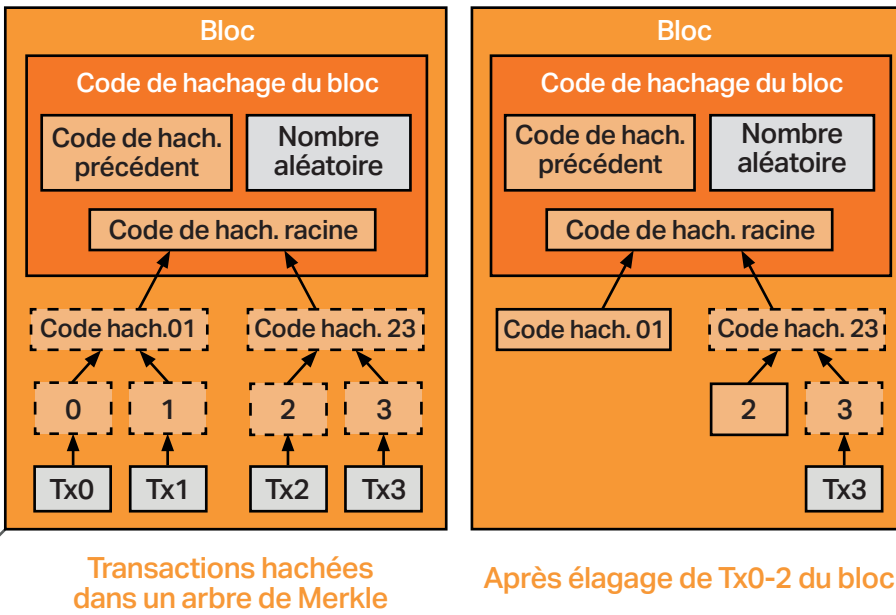 Bloc
Code de hachage du bloc
Code de hach.
précédent
Nombre
aléatoire
Code de hach. racine
Code hach.01
Code hach. 23
0
1
2
3
Tx0
Tx1
Tx2
Tx3
Transactions hachées
dans un arbre de Merkle
Bloc
Code de hachage du bloc
Code de hach.
précédent
Nombre
aléatoire
Code de hach. racine
Code hach. 01
Code hach. 23
2
3
Tx3
Après élagage de Tx0-2 du bloc